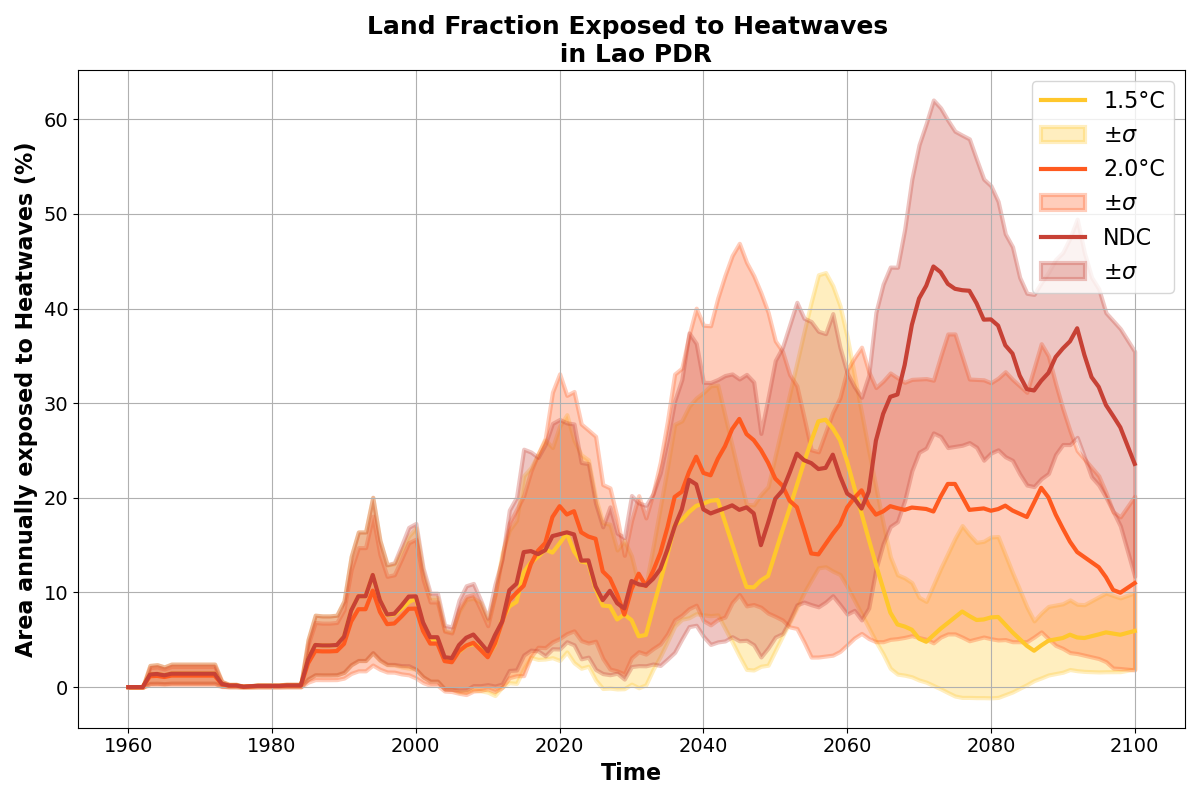 Land Fraction Exposed to Heatwaves
in Lao PDR
Area annually exposed to Heatwaves (%)
60
50
40
30
20
10
0
1.5°C
±σ
2.0°C
±σ
NDC
±σ
1960
1980
2000
2020
2040
2060
2080
2100
Time